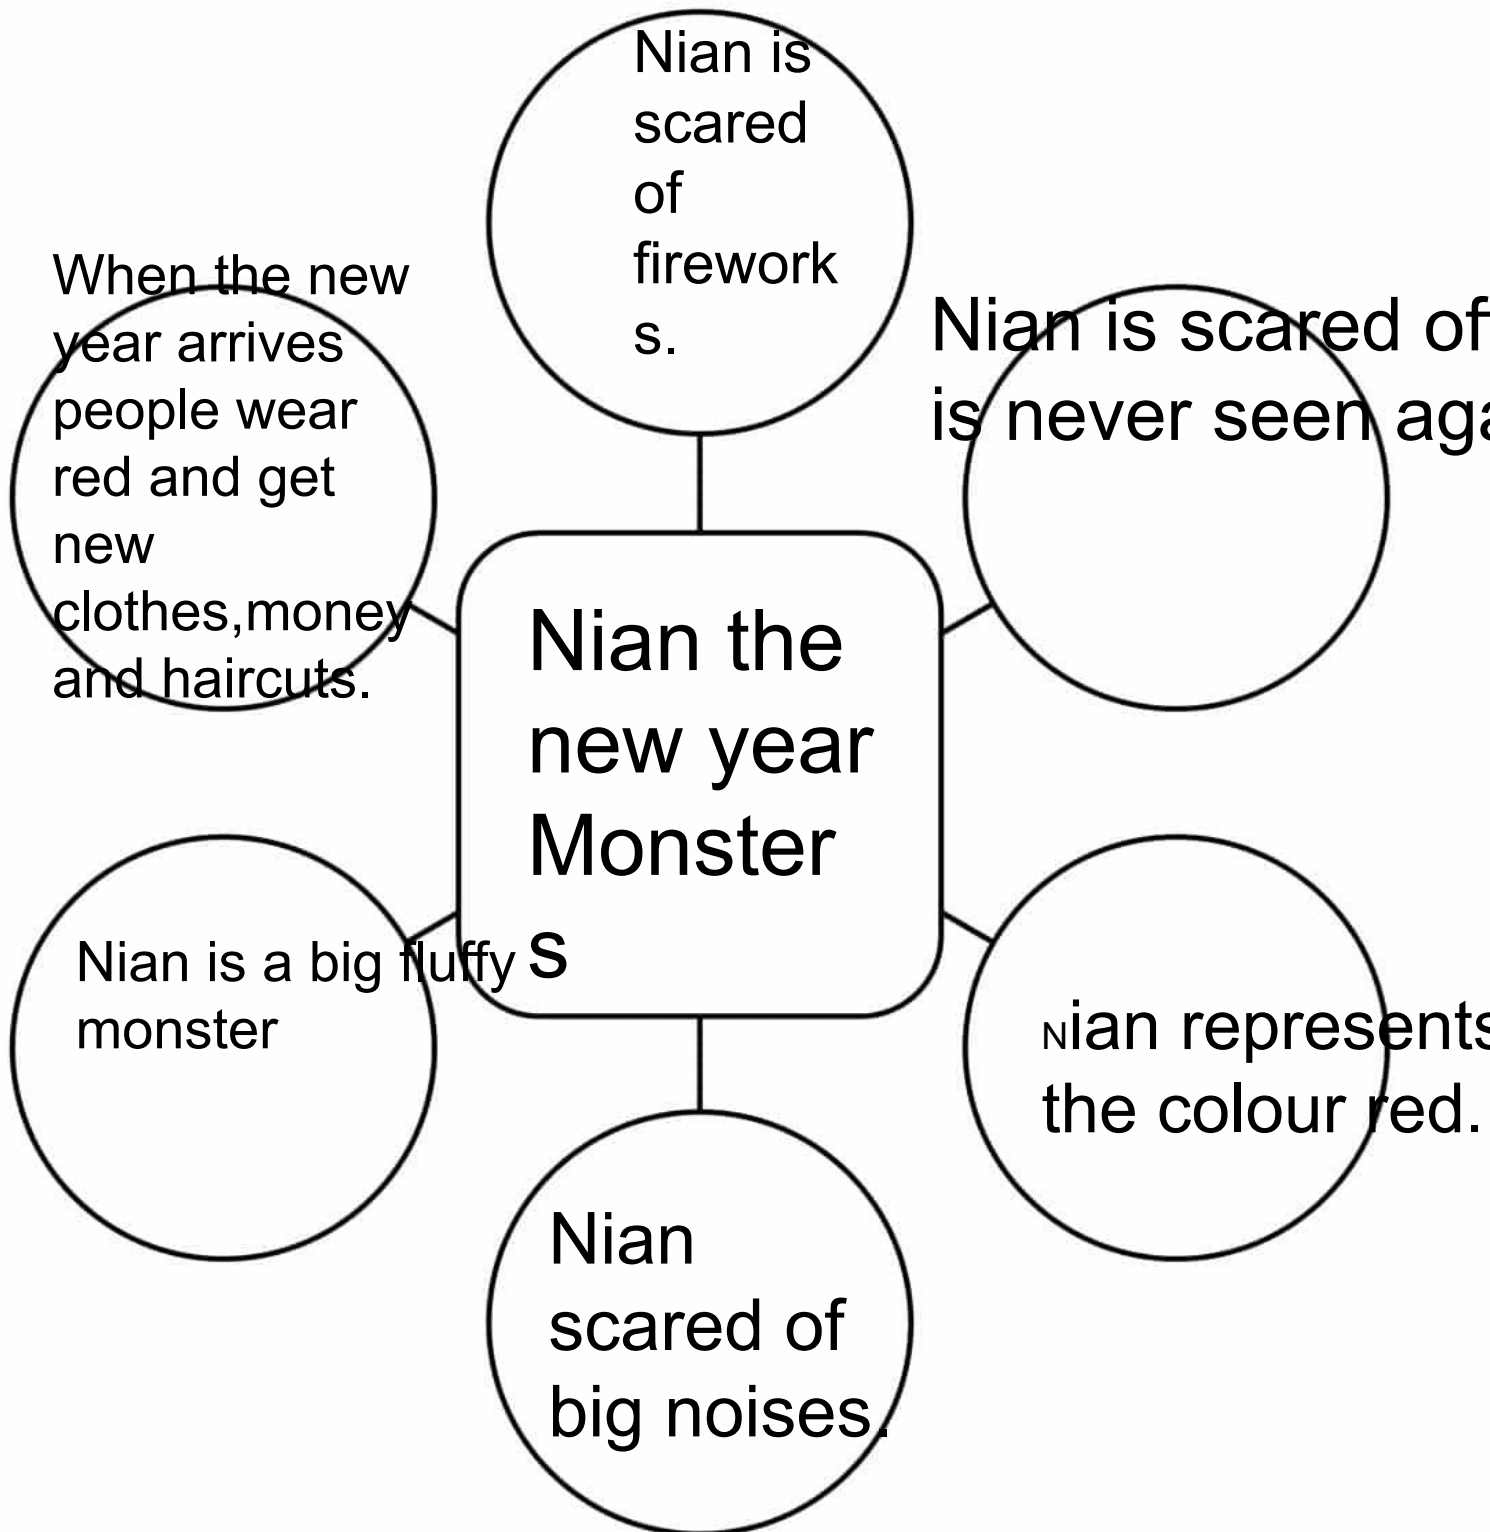 Nian is
scared
of
firework
s.
When the new
year arrives
people wear
red and get
new
clothes,money
and haircuts.
Nian is scared of
is never seen
Nian the
new year
Monster
s
Nian is a big fluffy
monster
Nian represents
the colour red.
Nian
scared of
big noises.